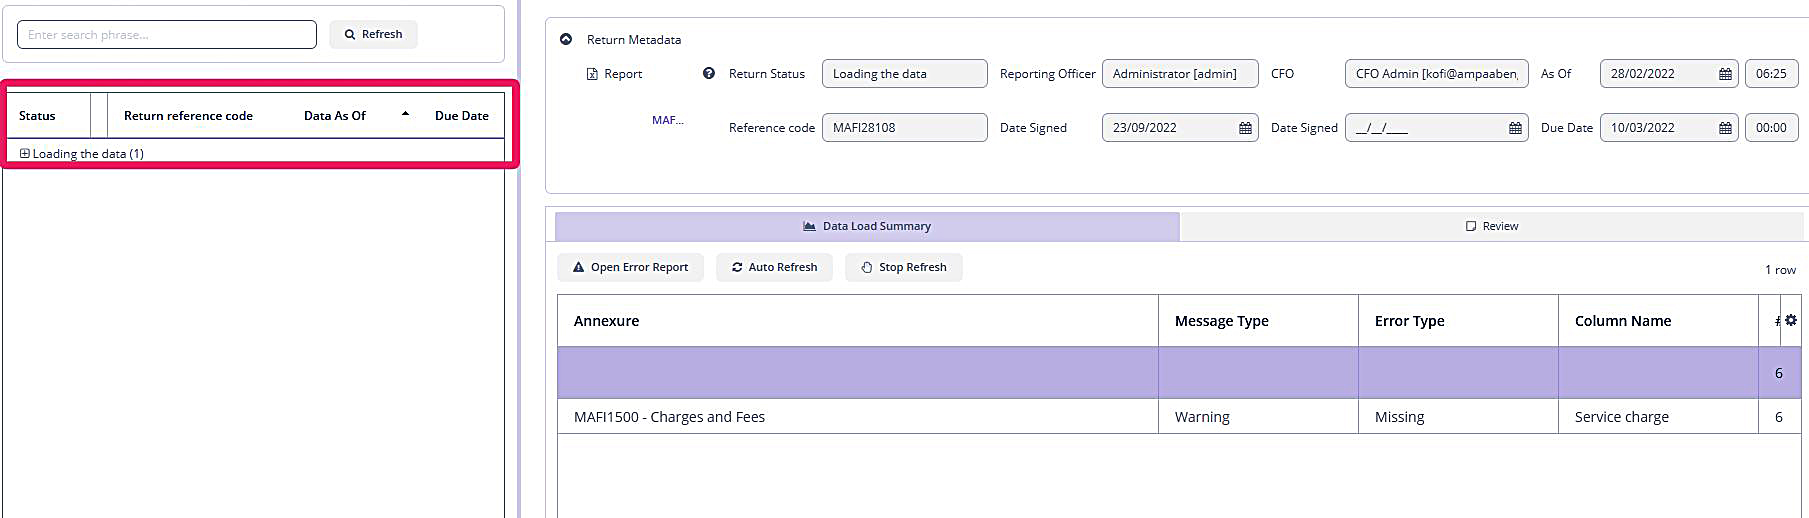 Enter search phrase...
Refresh
Status
Return reference code
Data As Of
Due Date
Loading the data (1)
Return Metadata
Report
Return Status
Loading the data
Reporting Officer
Administrator [admin]
CFO
CFO Admin [kofi@ampaaben,
As Of
28/02/2022
06:25
MAF...
Reference code
MAFI28108
Date Signed
23/09/2022
Date Signed
__/__/____
Due Date
10/03/2022
00:00
Data Load Summary
Review
Open Error Report
Auto Refresh
Stop Refresh
1 row
Annexure
Message Type
Error Type
Column Name
#
6
MAFI1500 - Charges and Fees
Warning
Missing
Service charge
6